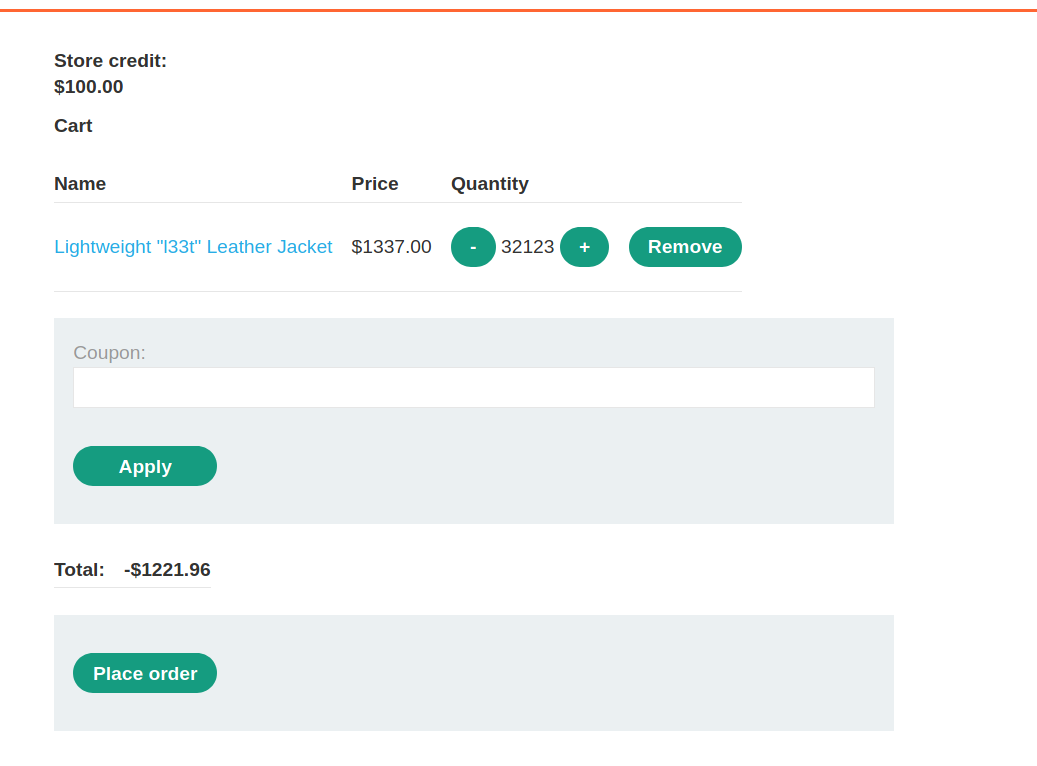 Store credit:
$100.00
Cart
Name Price Quantity
Lightweight "l33t" Leather Jacket $1337.00 - 32123 + Remove
Coupon:
Apply
Total: -$1221.96
Place order